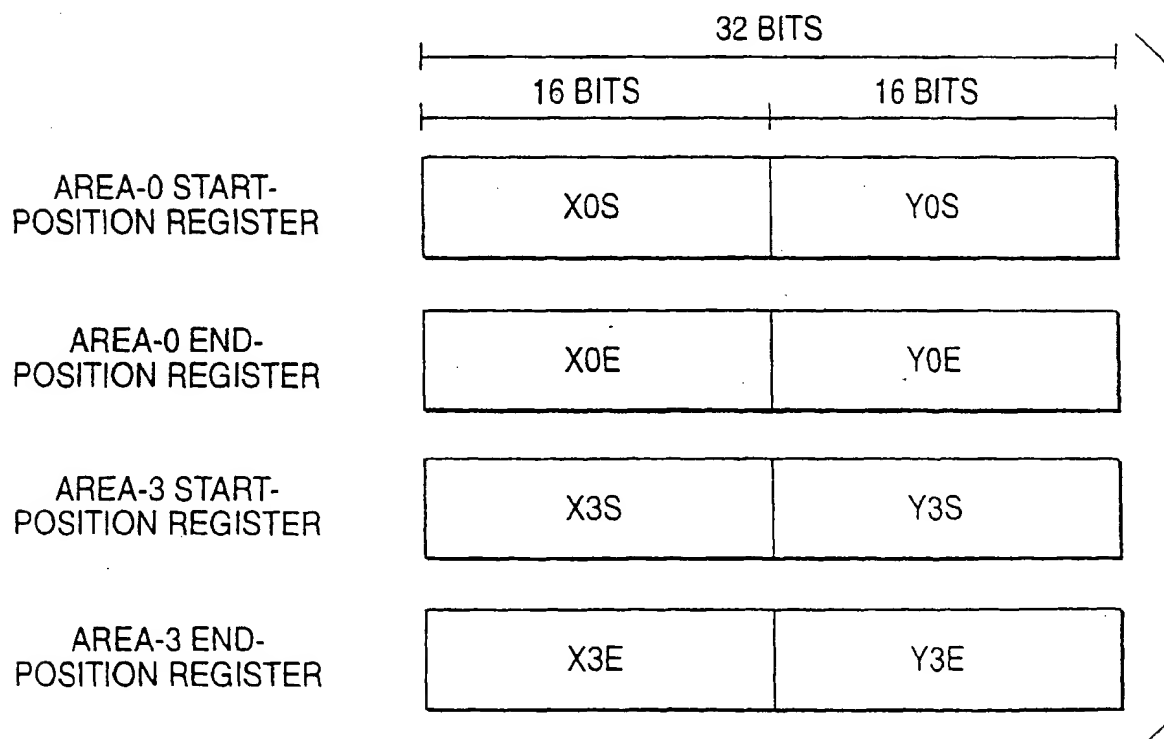 32 BITS
16 BITS 16 BITS
AREA-0 START-
POSITION REGISTER
X0S Y0S
AREA-0 END-
POSITION REGISTER
X0E Y0E
AREA-3 START-
POSITION REGISTER
X3S Y3S
AREA-3 END-
POSITION REGISTER
X3E Y3E